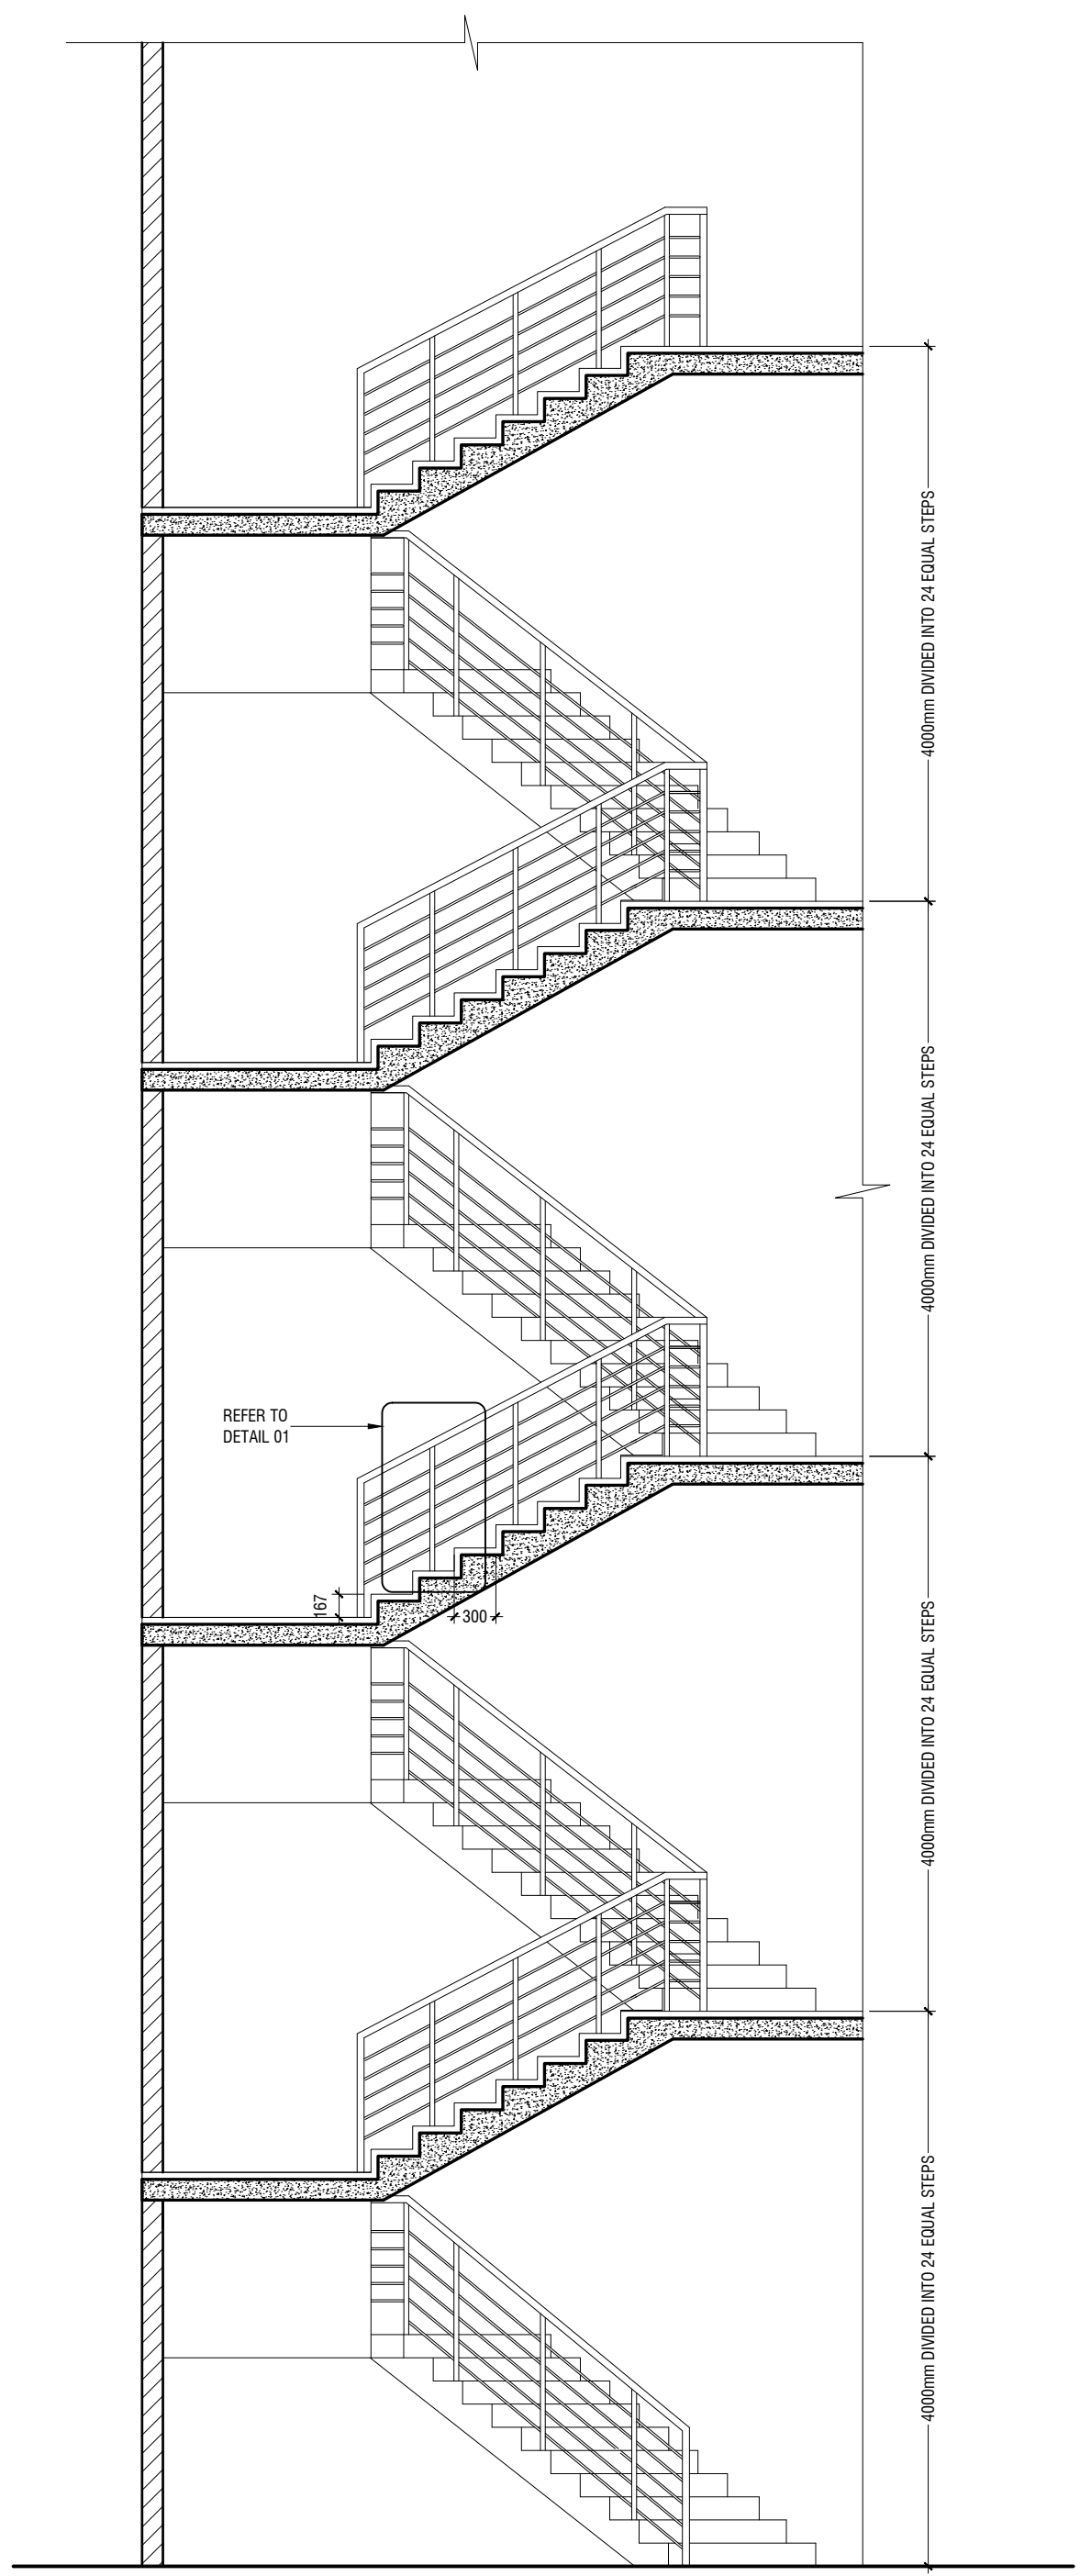 4000mm DIVIDED INTO 24 EQUAL STEPS
4000mm DIVIDED INTO 24 EQUAL STEPS
REFER TO
DETAIL 01
167
300
4000mm DIVIDED INTO 24 EQUAL STEPS
4000mm DIVIDED INTO 24 EQUAL STEPS